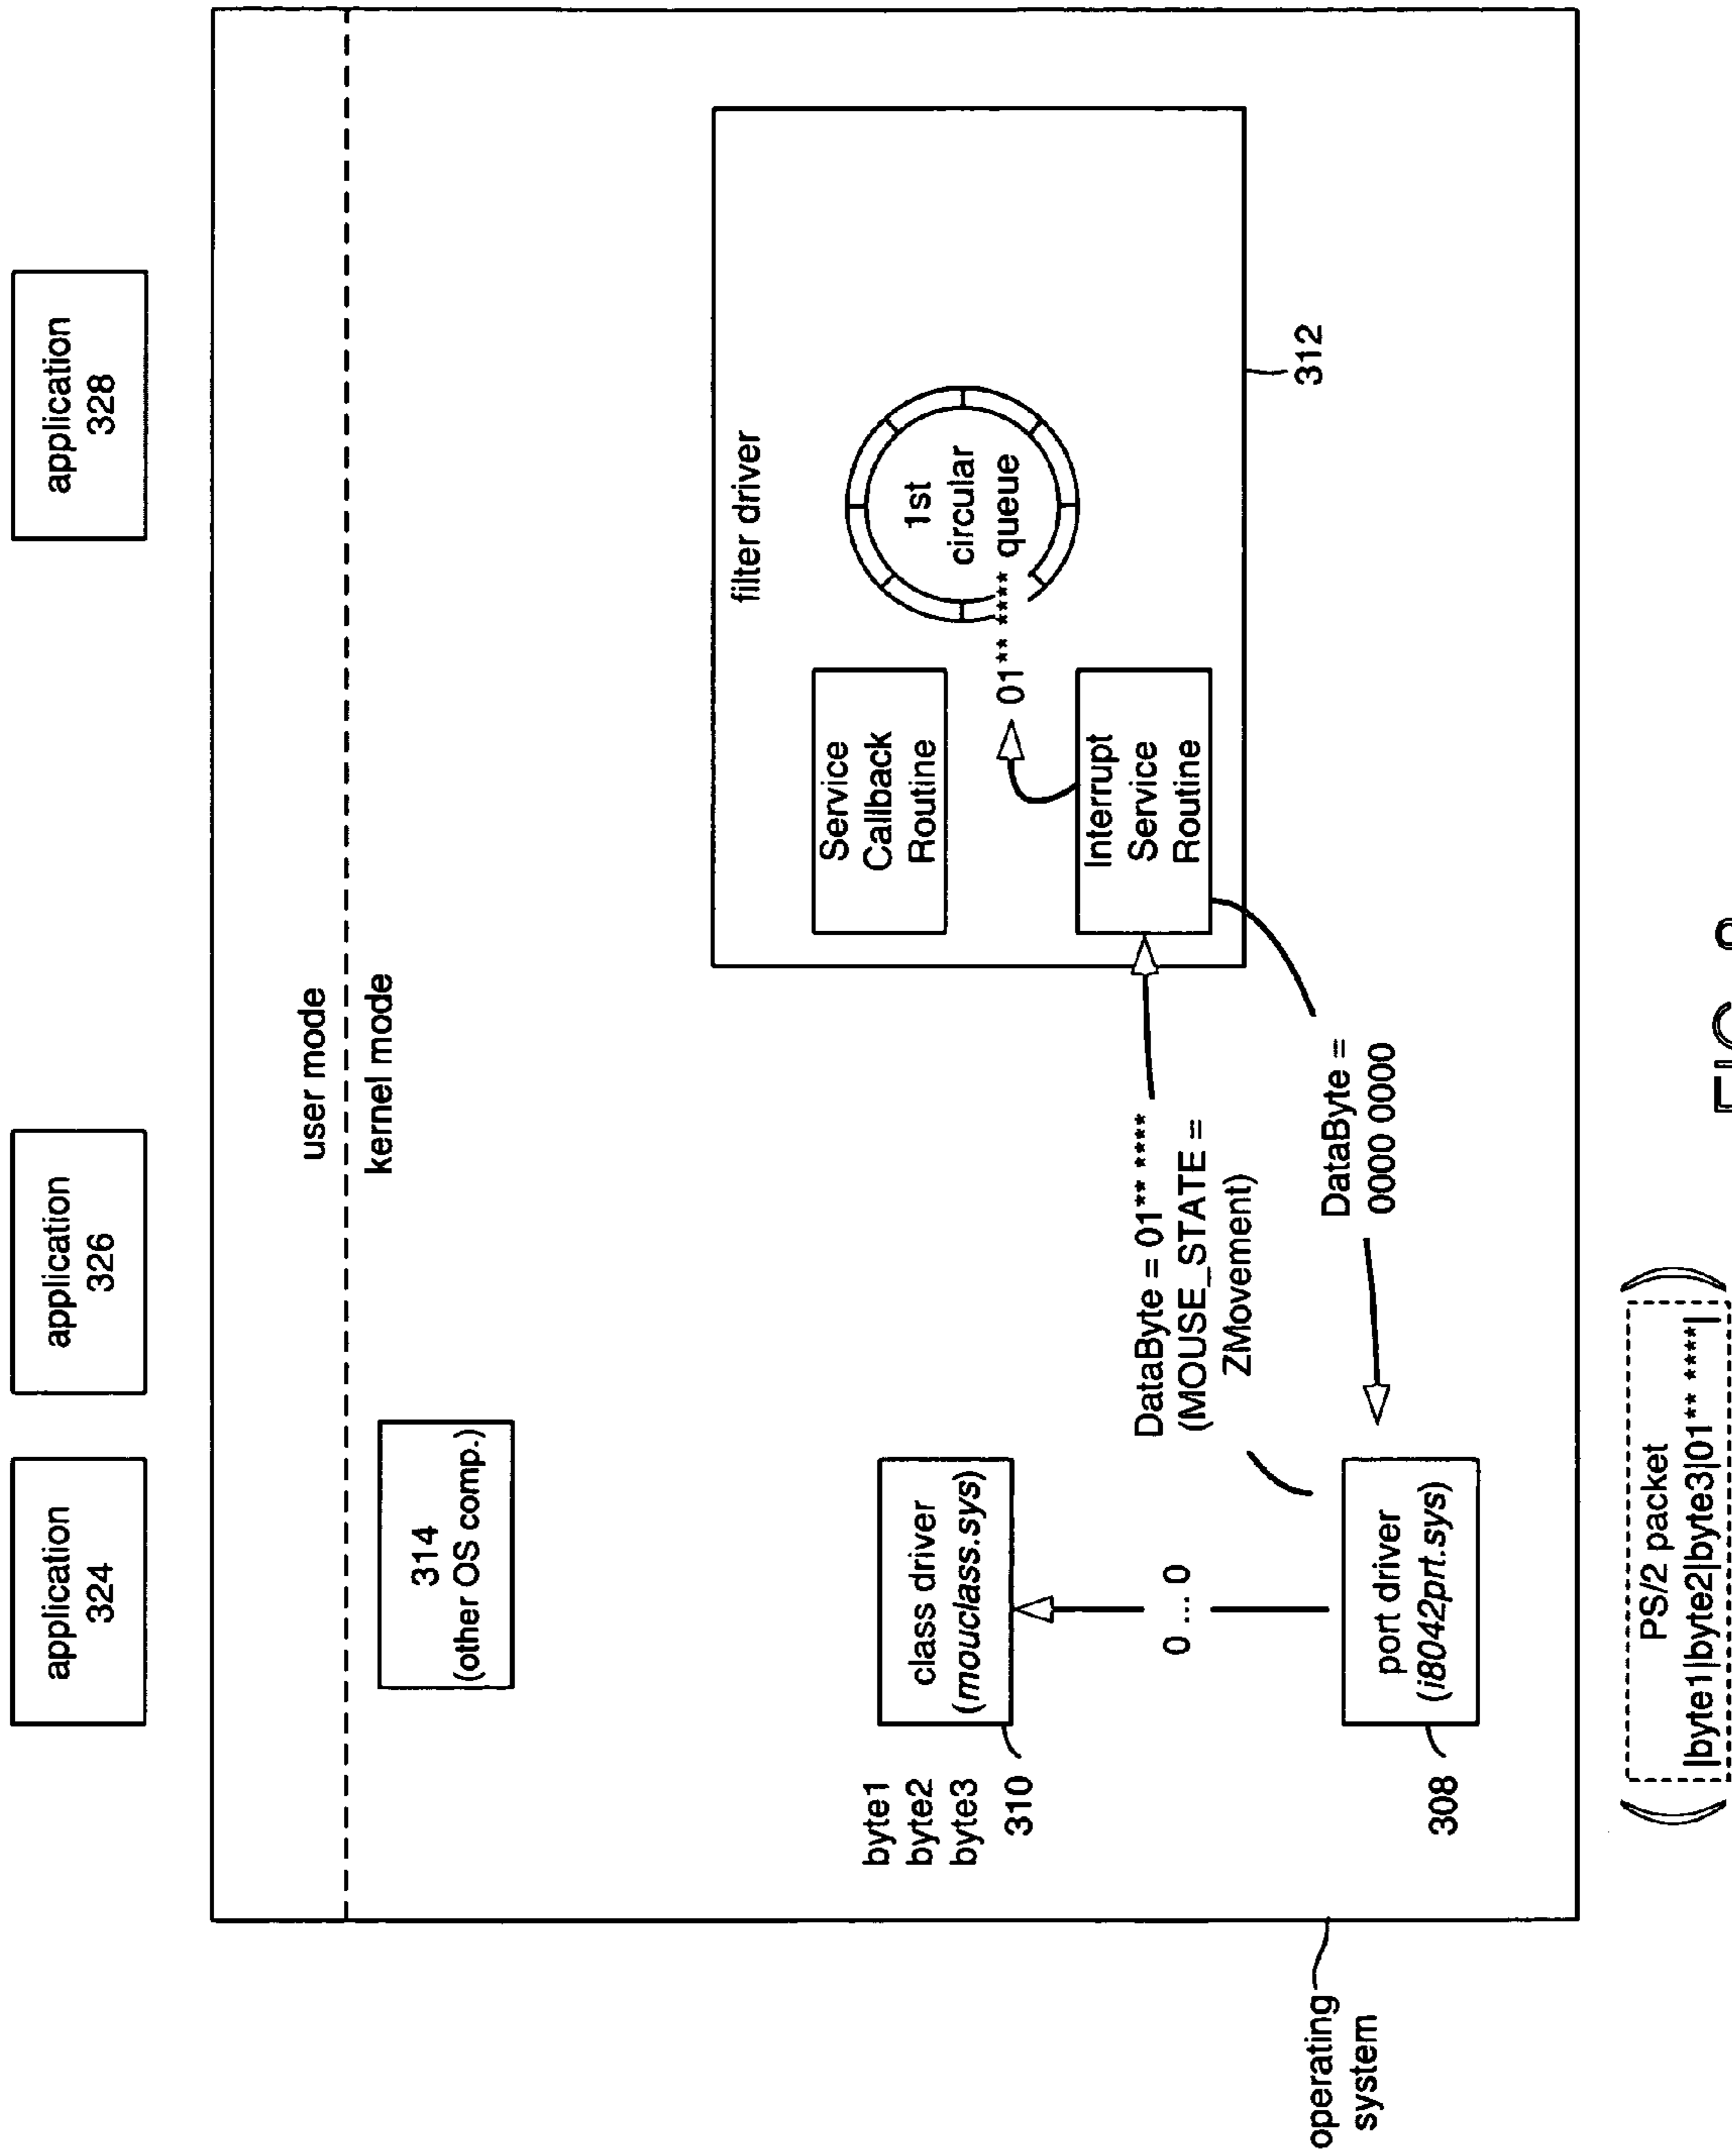 application
324
application
326
application
328
user mode
kernel mode
314
(other OS comp.)
filter driver
byte1
byte2
byte3
310
class driver
(mouclass.sys)
Service
Callback
Routine
1st
circular
queue
01** ****
0 ... 0
DataByte = 01** ****
(MOUSE_STATE =
ZMovement)
Interrupt
Service
Routine
312
DataByte =
0000 0000
port driver
(i8042prt.sys)
308
operating
system
PS/2 packet
|byte1|byte2|byte3|01** ****|